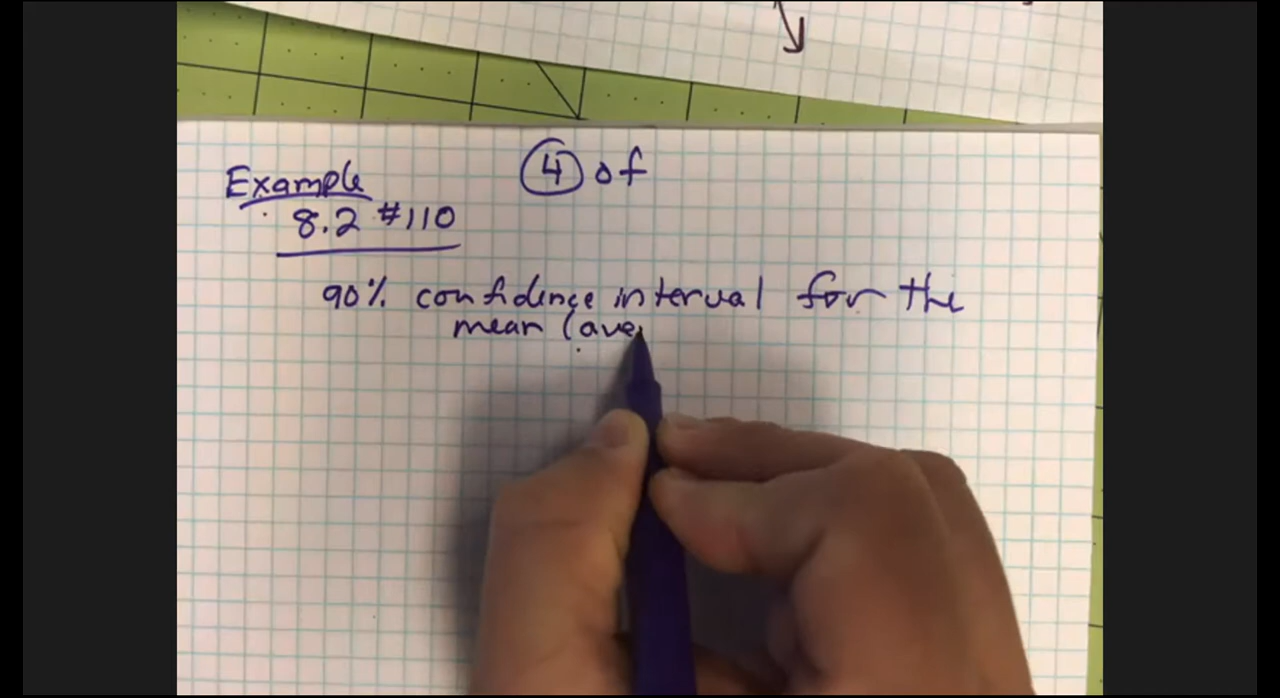 ④ of
Example
8.2 #110
90% confidence interval for the
mean (ave